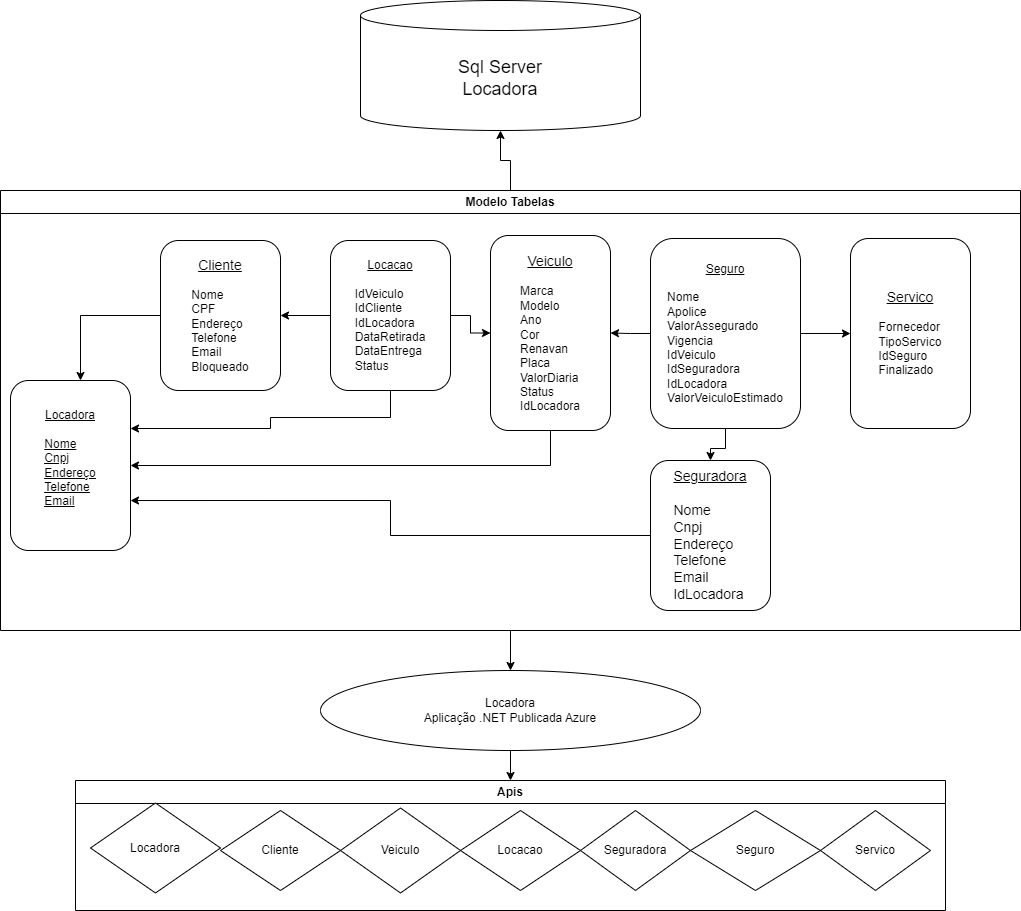 Sql Server
Locadora
Modelo Tabelas
Cliente
Nome
CPF
Endereço
Telefone
Email
Bloqueado
Locacao
IdVeiculo
IdCliente
IdLocadora
DataRetirada
DataEntrega
Status
Veiculo
Marca
Modelo
Ano
Cor
Renavan
Placa
ValorDiaria
Status
IdLocadora
Seguro
Nome
Apolice
ValorAssegurado
Vigencia
IdVeiculo
IdSeguradora
IdLocadora
ValorVeiculoEstimado
Servico
Fornecedor
TipoServico
IdSeguro
Finalizado
Locadora
Nome
Cnpj
Endereço
Telefone
Email
Seguradora
Nome
Cnpj
Endereço
Telefone
Email
IdLocadora
Locadora
Aplicação .NET Publicada Azure
Apis
Locadora
Cliente
Veiculo
Locacao
Seguradora
Seguro
Servico